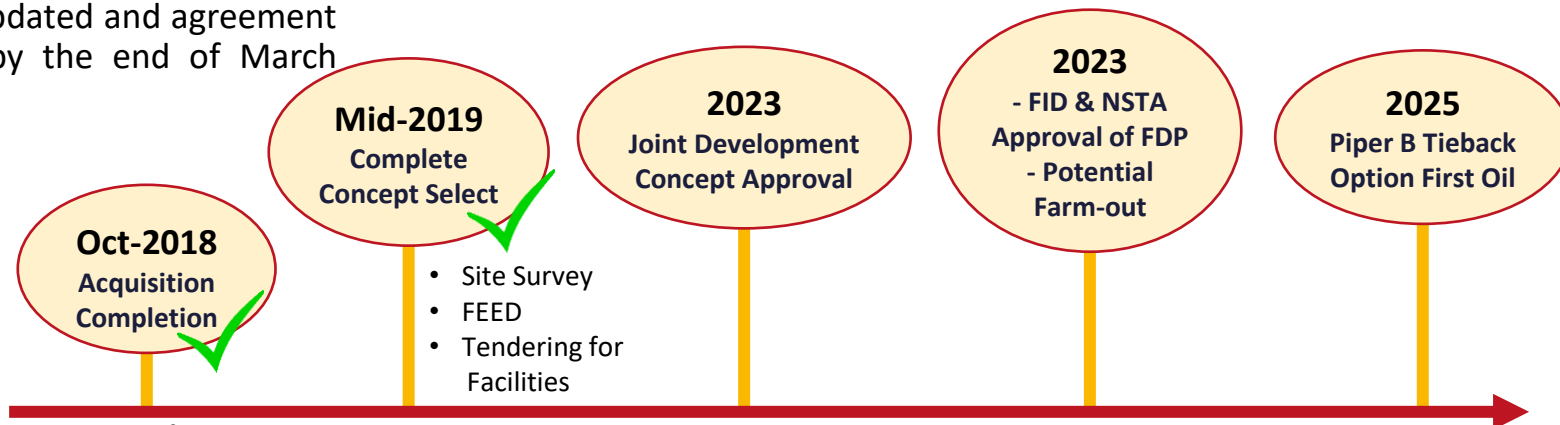 pdated and agreement
by the end of March
Oct-2018
Acquisition
Completion
Mid-2019
Complete
Concept Select
• Site Survey
• FEED
• Tendering for
Facilities
2023
Joint Development
Concept Approval
2023
- FID & NSTA
Approval of FDP
- Potential
Farm-out
2025
Piper B Tieback
Option First Oil